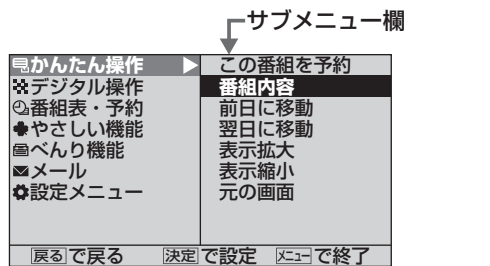 サブメニュー欄
かんたん操作
デジタル操作
番組表・予約
やさしい機能
べんり機能
メール
設定メニュー
この番組を予約
番組内容
前日に移動
翌日に移動
表示拡大
表示縮小
元の画面
戻る で戻る 決定 で設定 メニュー で終了